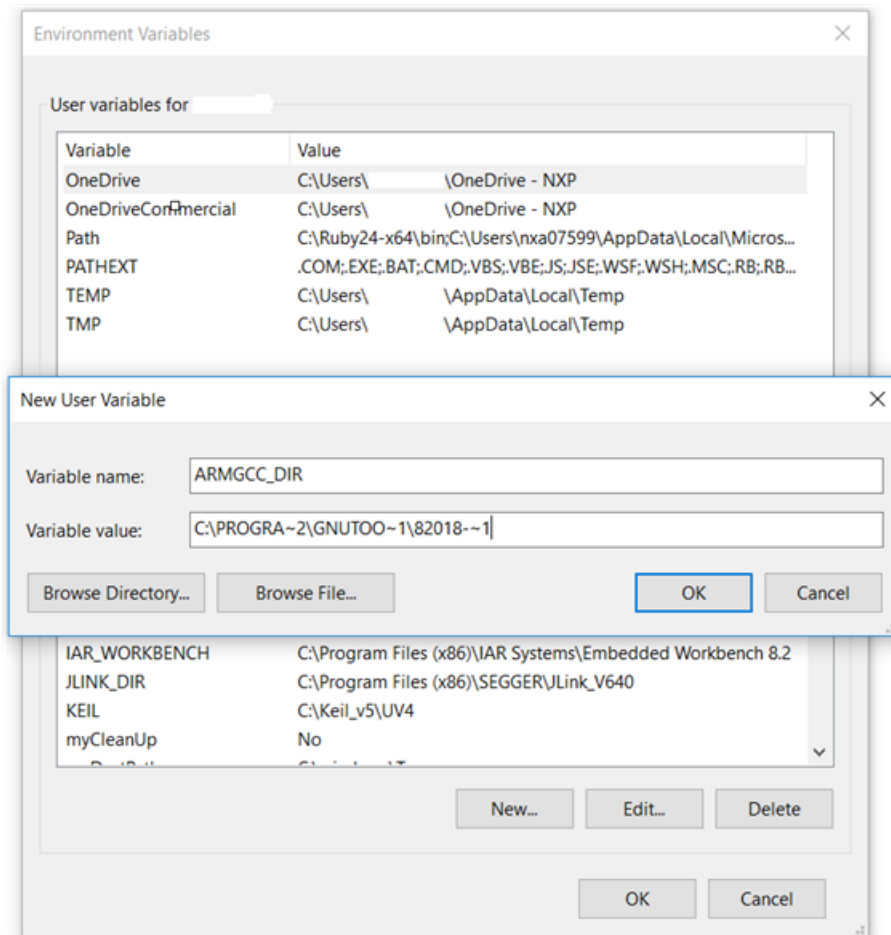 Environment Variables
User variables for
Variable Value
OneDrive C:\Users\ \OneDrive - NXP
OneDriveCommercial C:\Users\ \OneDrive - NXP
Path C:\Ruby24-x64\bin;C:\Users\nxa07599\AppData\Local\Micros...
PATHEXT .COM;.EXE;.BAT;.CMD;.VBS;.VBE;.JS;.JSE;.WSF;.WSH;.MSC;.RB;.RB...
TEMP C:\Users\ \AppData\Local\Temp
TMP C:\Users\ \AppData\Local\Temp
New User Variable
Variable name: ARMGCC_DIR
Variable value: C:\PROGRA~2\GNUTOO~1\82018-~1
Browse Directory... Browse File... OK Cancel
IAR_WORKBENCH C:\Program Files (x86)\IAR Systems\Embedded Workbench 8.2
JLINK_DIR C:\Program Files (x86)\SEGGER\JLink_V640
KEIL C:\Keil_v5\UV4
myCleanUp No
New... Edit... Delete
OK Cancel